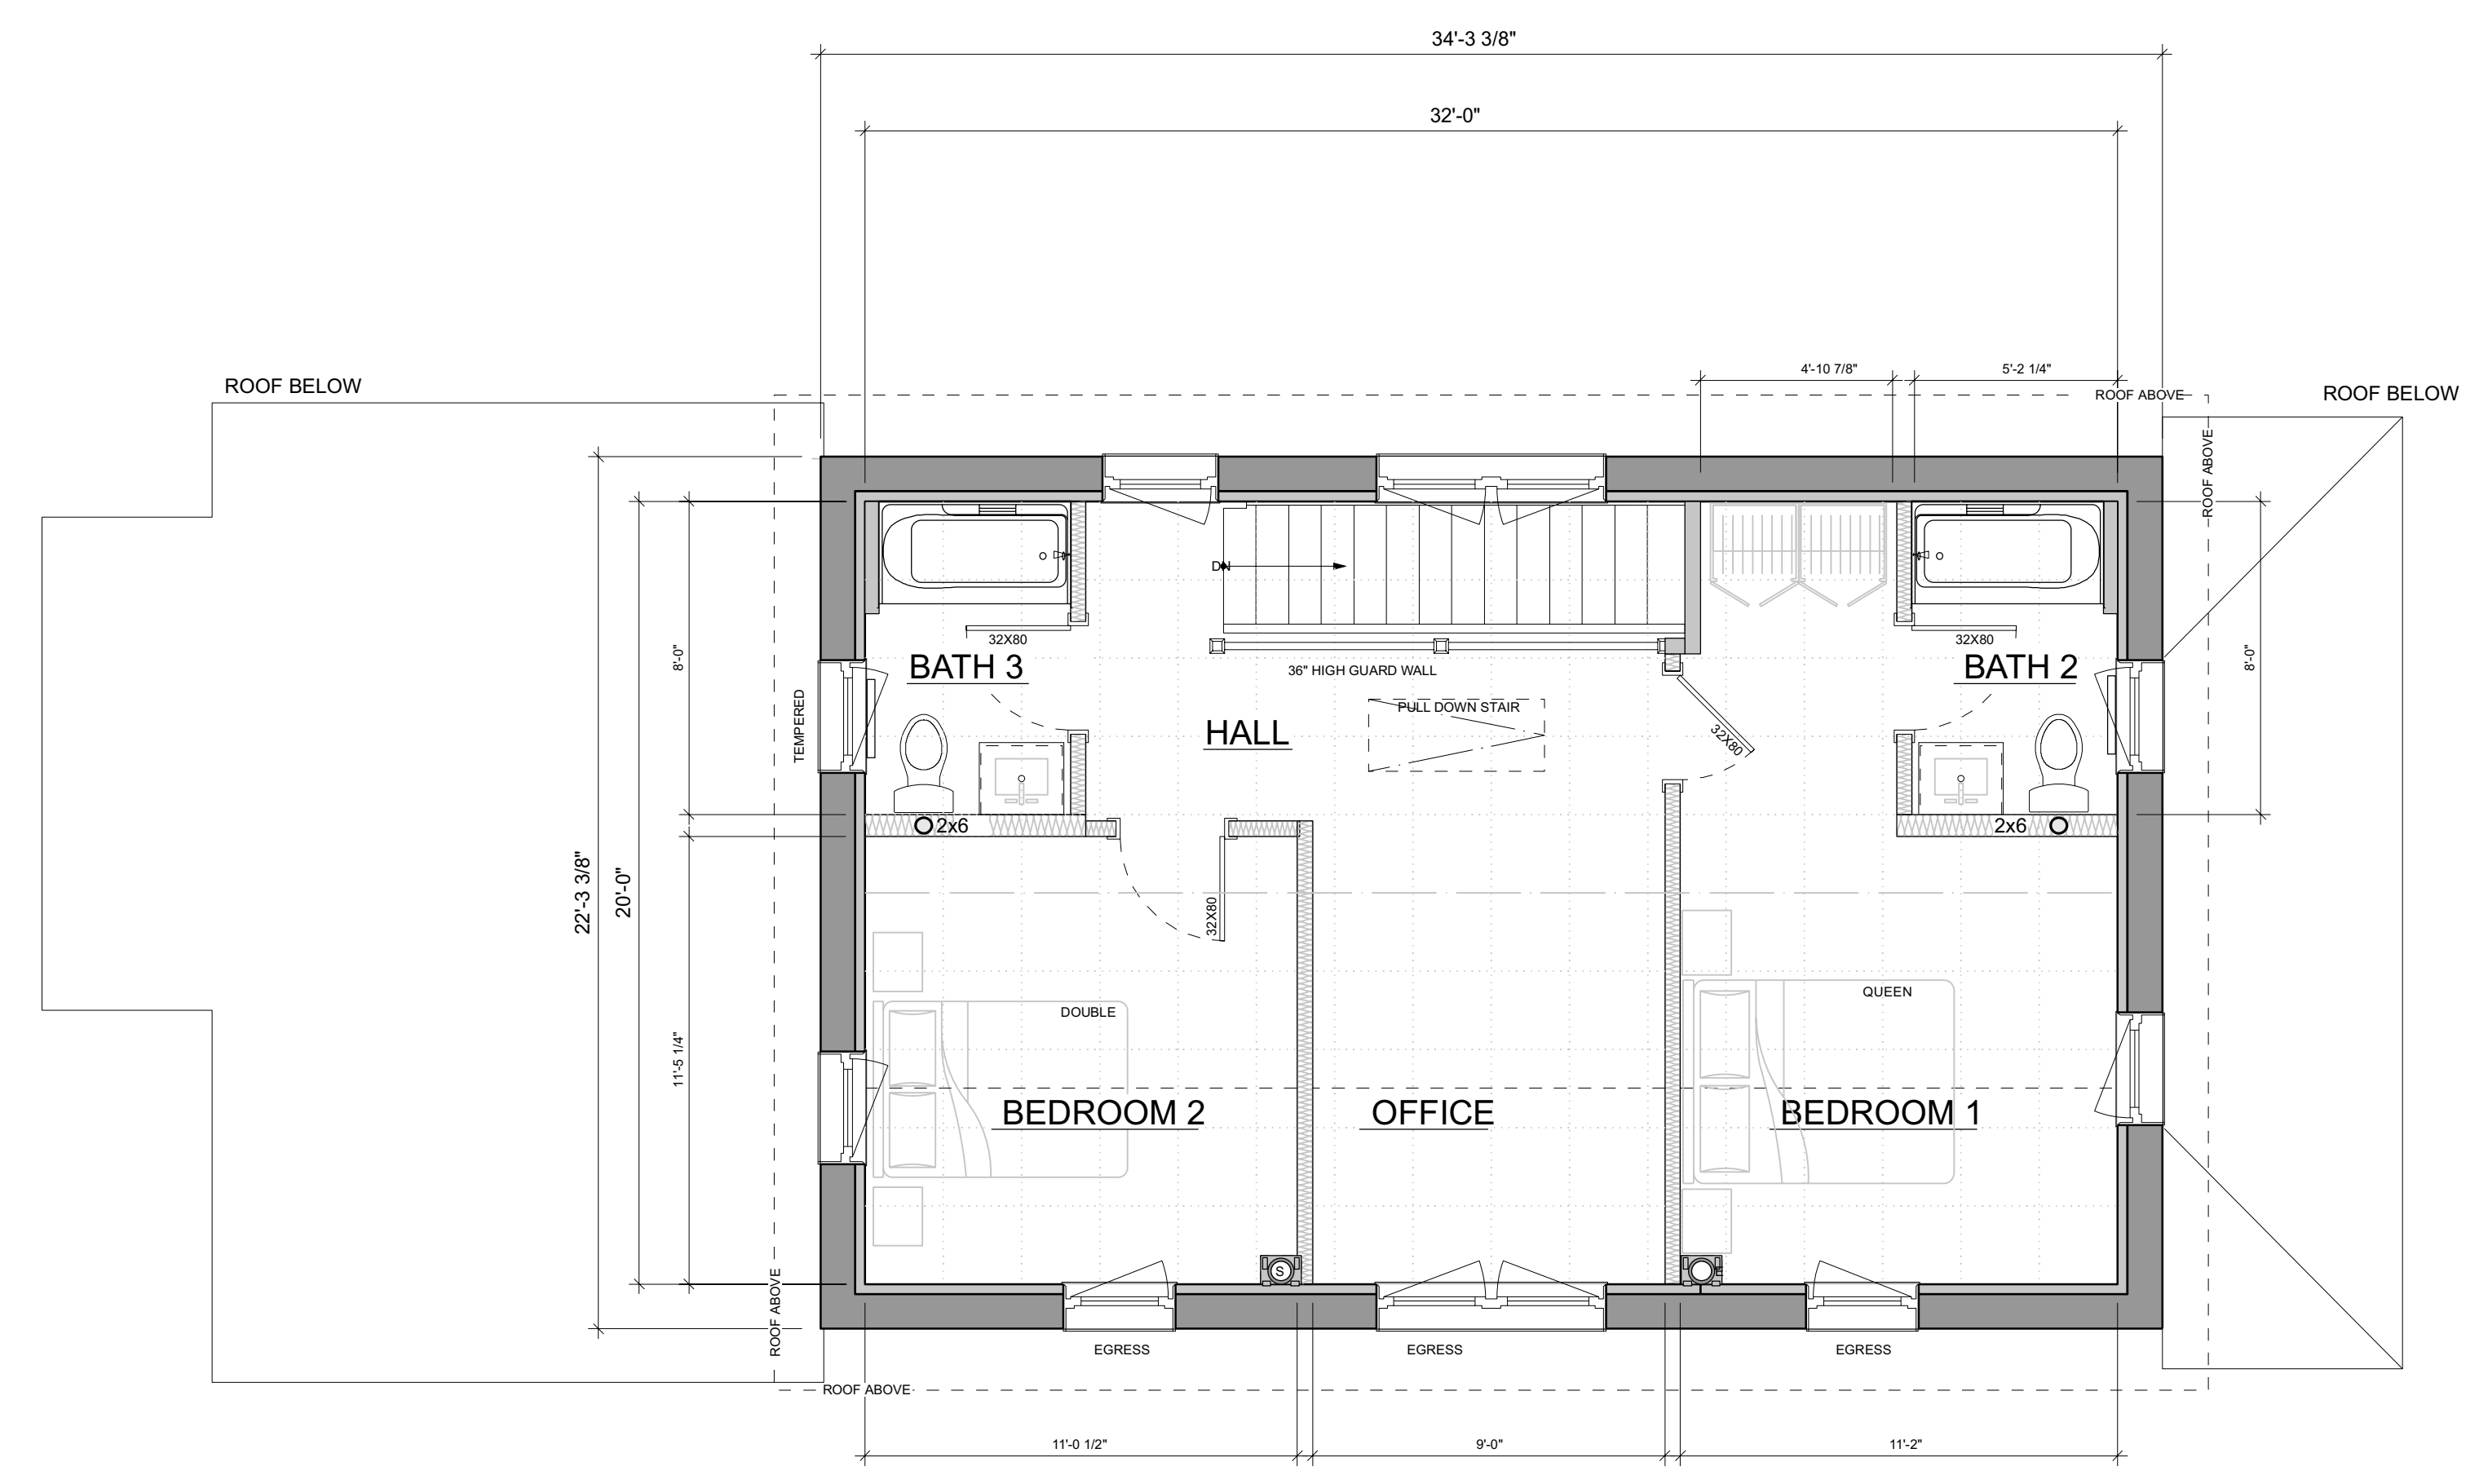 34'-3 3/8"
32'-0"
4'-10 7/8"
5'-2 1/4"
ROOF BELOW
ROOF ABOVE
ROOF BELOW
ROOF ABOVE
DN
32X80
32X80
8'-0"
BATH 3
36" HIGH GUARD WALL
BATH 2
8'-0"
TEMPERED
HALL
PULL DOWN STAIR
32X80
2x6
2x6
22'-3 3/8"
20'-0"
32X80
DOUBLE
QUEEN
11'-5 1/4"
BEDROOM 2
OFFICE
BEDROOM 1
S
ROOF ABOVE
EGRESS
EGRESS
EGRESS
ROOF ABOVE
11'-0 1/2"
9'-0"
11'-2"